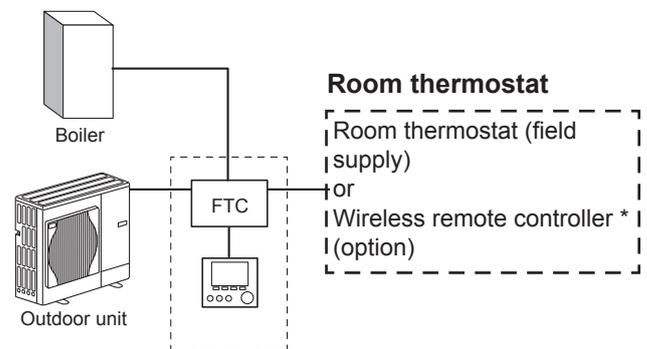 Boiler
Outdoor unit
FTC
Room thermostat
Room thermostat (field
supply)
or
Wireless remote controller *
(option)